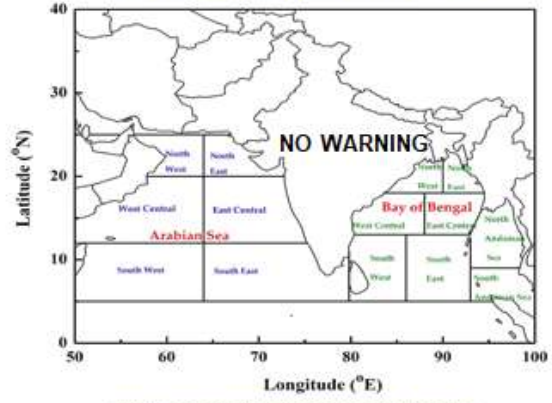 40
30
20
10
0
Latitude (°N)
NO WARNING
North West
North East
West Central
East Central
Arabian Sea
South West
South East
North West
North East
Bay of Bengal
West Central
East Centra
South West
South East
North Andaman Sea
South Andaman Sea
50 60 70 80 90 100
Longitude (°E)